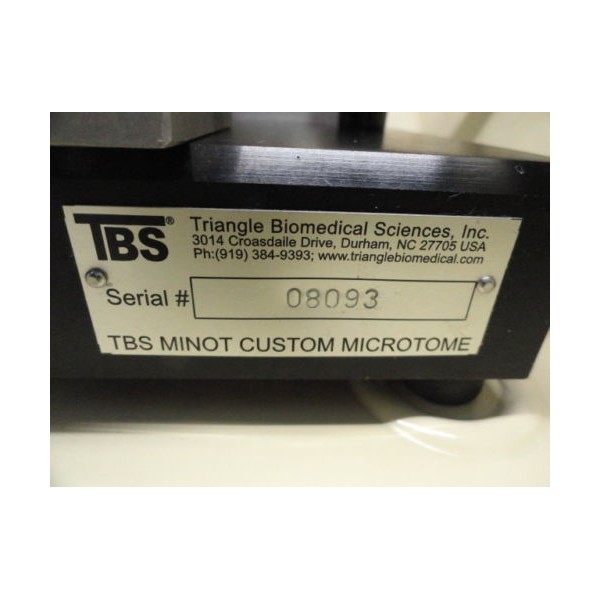 TBS® Triangle Biomedical Sciences, Inc.
3014 Croasdaile Drive, Durham, NC 27705 USA
Ph:(919) 384-9393; www.trianglebiomedical.com
Serial # 08093
TBS MINOT CUSTOM MICROTOME